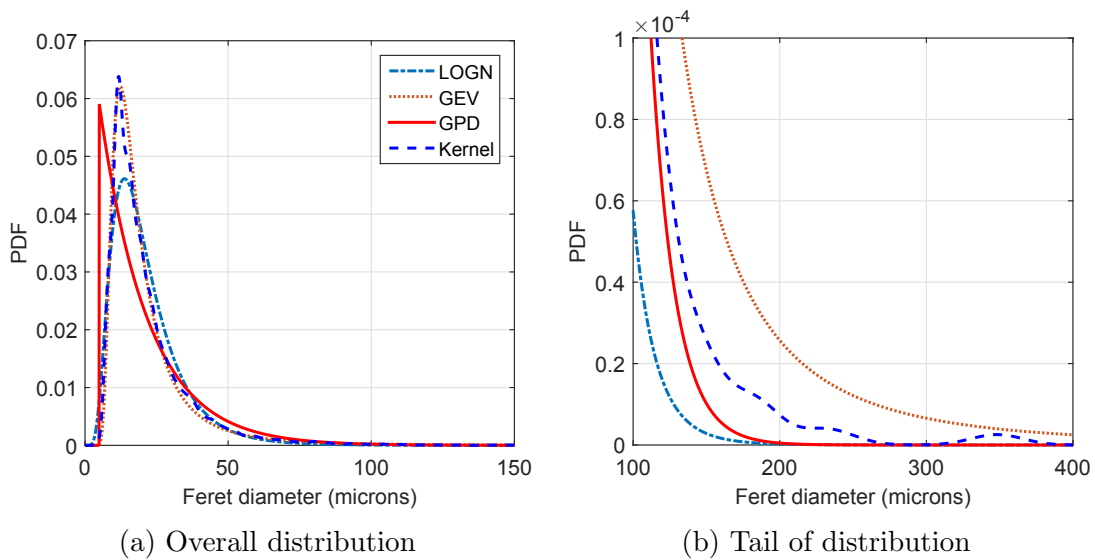 0.07
0.06
0.05
0.04
0.03
0.02
0.01
0
PDF
0 50 100 150
Feret diameter (microns)
LOGN
GEV
GPD
Kernel
(a) Overall distribution
×10⁻⁴
1
0.8
0.6
0.4
0.2
0
PDF
100 200 300 400
Feret diameter (microns)
(b) Tail of distribution